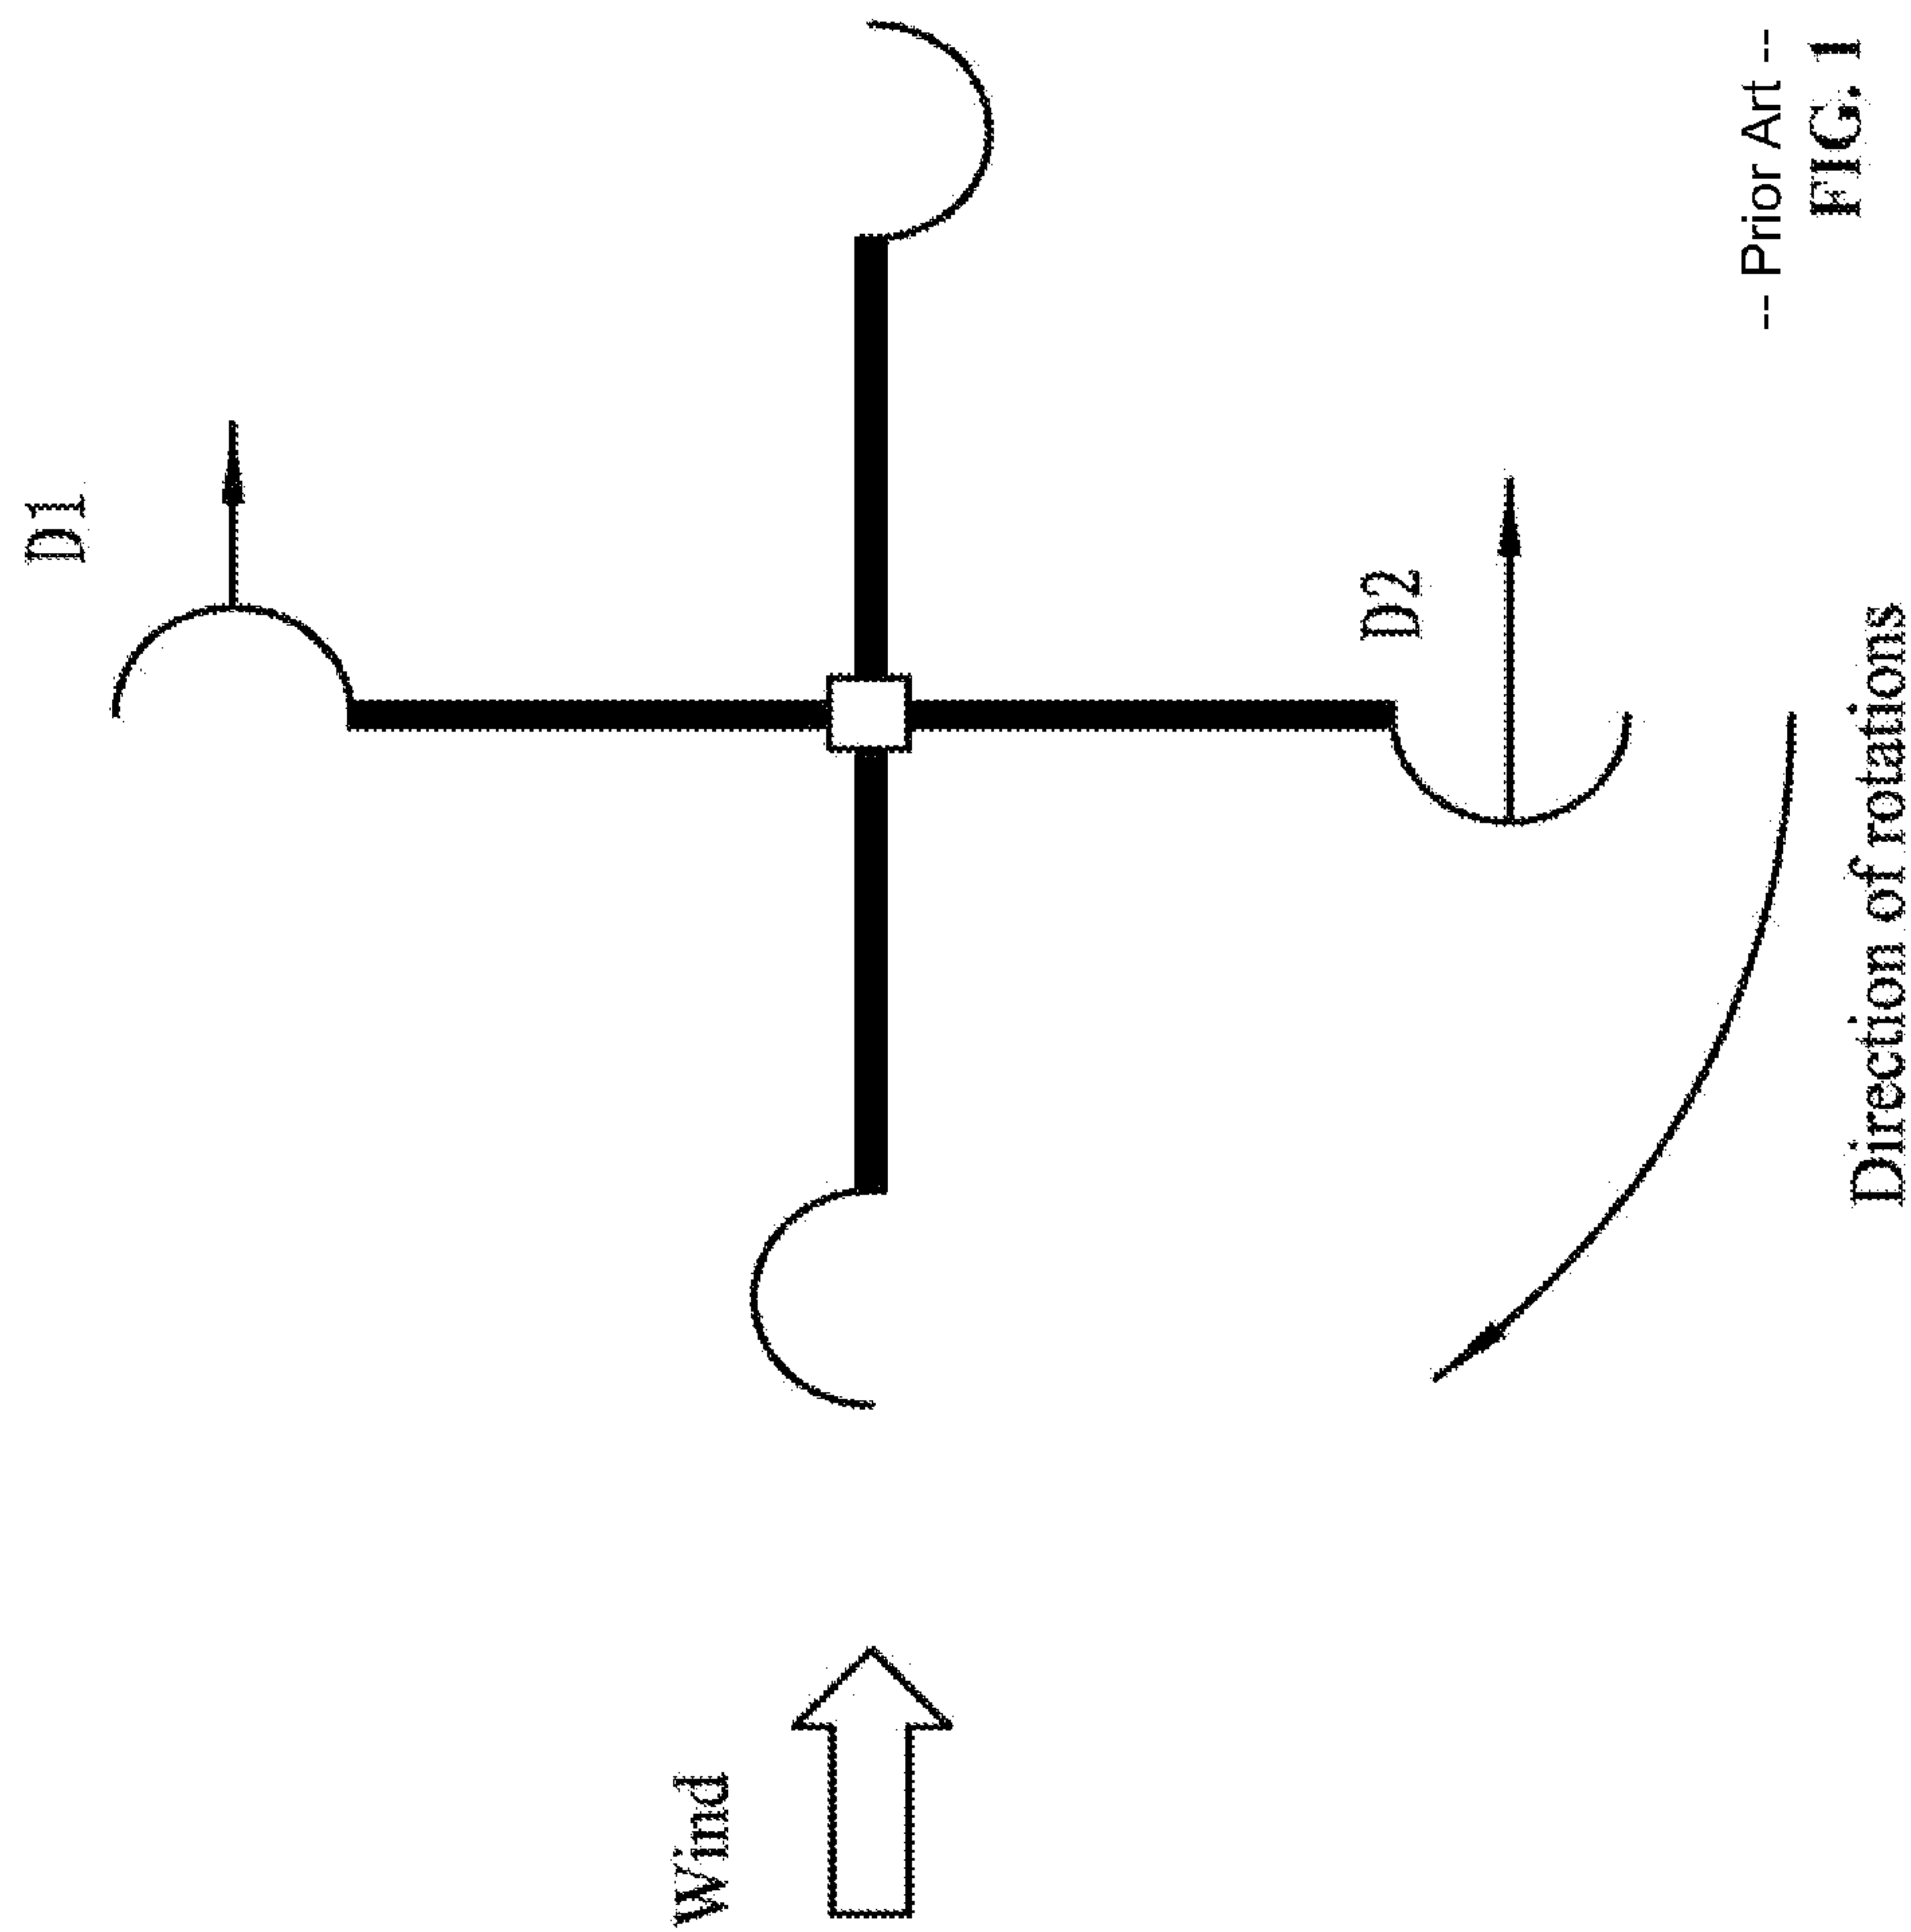 Wind
D1
D2
Direction of rotations
-- Prior Art --
FIG. 1